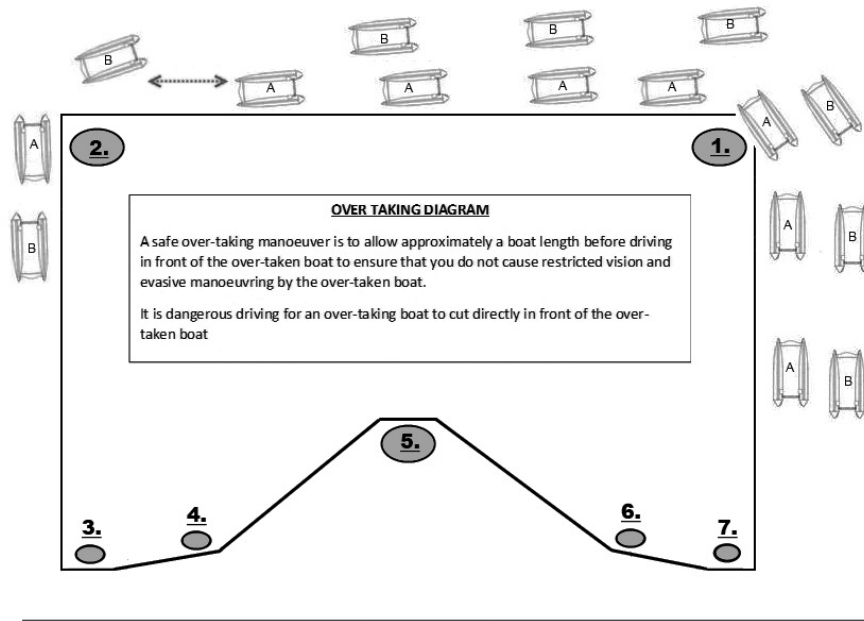 B
B
B
B
A
A
A
A
A
B
2.
1.
A
B
A
B
A
B
OVER TAKING DIAGRAM
A safe over-taking manoeuver is to allow approximately a boat length before driving
in front of the over-taken boat to ensure that you do not cause restricted vision and
evasive manoeuvring by the over-taken boat.
It is dangerous driving for an over-taking boat to cut directly in front of the over-
taken boat
5.
3.
4.
6.
7.